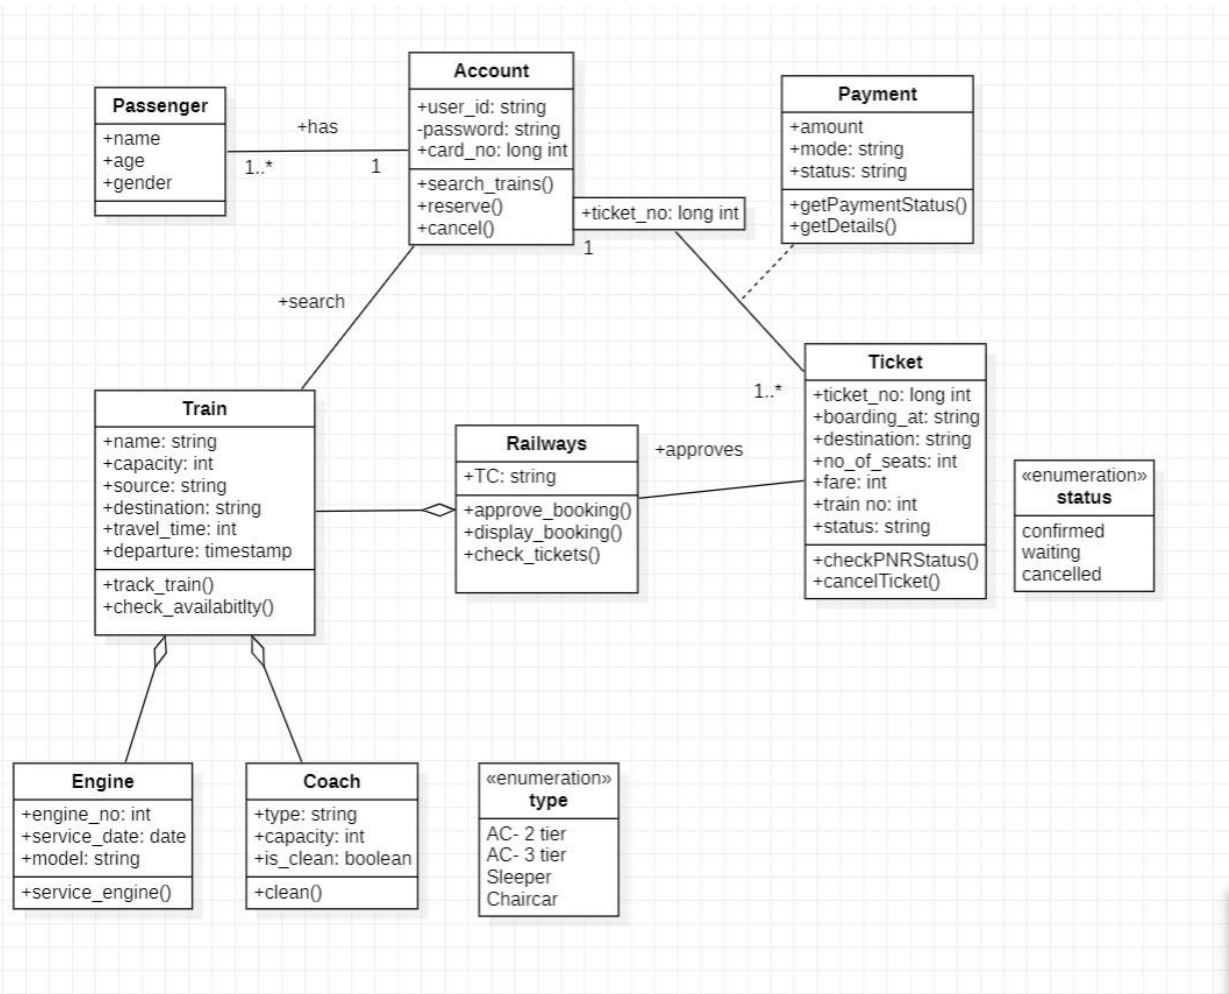 Account
+user_id: string
-password: string
+card_no: long int
+search_trains()
+reserve()
+cancel()
Passenger
+name
+age
+gender
+has
1..*
1
Payment
+amount
+mode: string
+status: string
+getPaymentStatus()
+getDetails()
+ticket_no: long int
1
+search
1..*
Ticket
+ticket_no: long int
+boarding_at: string
+destination: string
+no_of_seats: int
+fare: int
+train no: int
+status: string
+checkPNRStatus()
+cancelTicket()
Train
+name: string
+capacity: int
+source: string
+destination: string
+travel_time: int
+departure: timestamp
+track_train()
+check_availabitlty()
Railways
+TC: string
+approve_booking()
+display_booking()
+check_tickets()
+approves
«enumeration»
status
confirmed
waiting
cancelled
Engine
+engine_no: int
+service_date: date
+model: string
+service_engine()
Coach
+type: string
+capacity: int
+is_clean: boolean
+clean()
«enumeration»
type
AC- 2 tier
AC- 3 tier
Sleeper
Chaircar